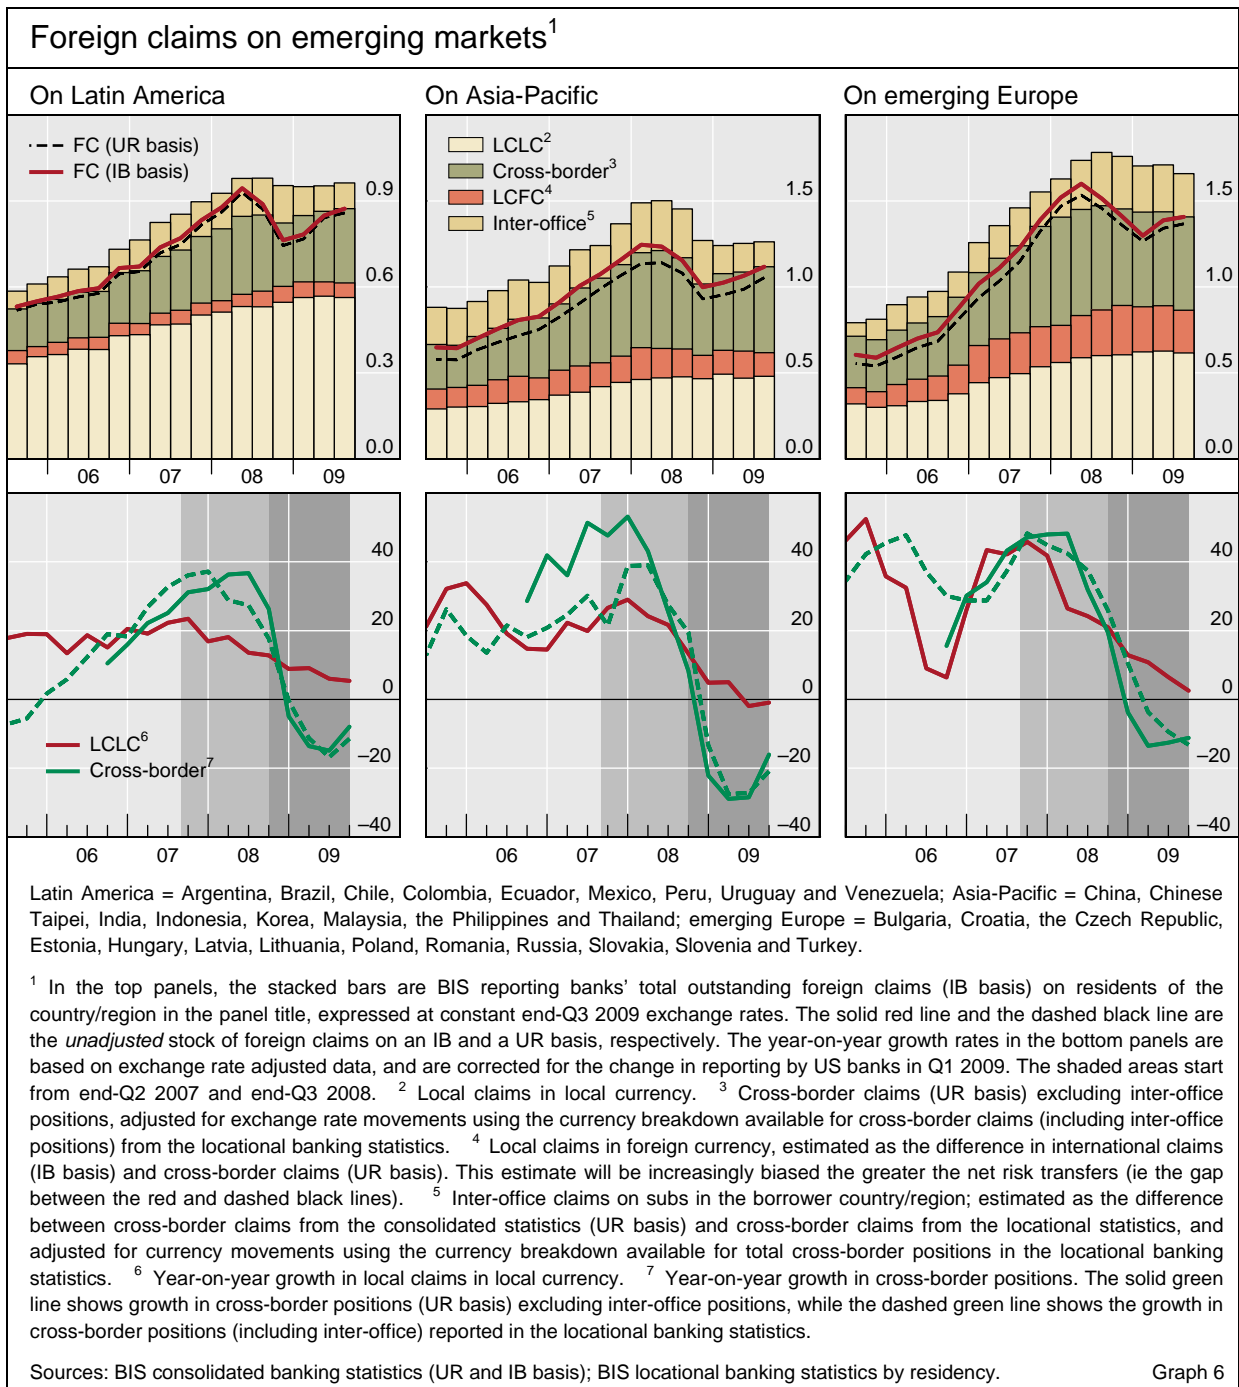 Foreign claims on emerging markets1
On Latin America
On Asia-Pacific
On emerging Europe
FC (UR basis)
FC (IB basis)
LCLC2
Cross-border3
LCFC4
Inter-office5
0.9
0.6
0.3
0.0
1.5
1.0
0.5
0.0
1.5
1.0
0.5
0.0
06 07 08 09
06 07 08 09
06 07 08 09
LCLC6
Cross-border7
40
20
0
–20
–40
40
20
0
–20
–40
40
20
0
–20
–40
06 07 08 09
06 07 08 09
06 07 08 09
Latin America = Argentina, Brazil, Chile, Colombia, Ecuador, Mexico, Peru, Uruguay and Venezuela; Asia-Pacific = China, Chinese
Taipei, India, Indonesia, Korea, Malaysia, the Philippines and Thailand; emerging Europe = Bulgaria, Croatia, the Czech Republic,
Estonia, Hungary, Latvia, Lithuania, Poland, Romania, Russia, Slovakia, Slovenia and Turkey.
1 In the top panels, the stacked bars are BIS reporting banks' total outstanding foreign claims (IB basis) on residents of the
country/region in the panel title, expressed at constant end-Q3 2009 exchange rates. The solid red line and the dashed black line are
the unadjusted stock of foreign claims on an IB and a UR basis, respectively. The year-on-year growth rates in the bottom panels are
based on exchange rate adjusted data, and are corrected for the change in reporting by US banks in Q1 2009. The shaded areas start
from end-Q2 2007 and end-Q3 2008. 2 Local claims in local currency. 3 Cross-border claims (UR basis) excluding inter-office
positions, adjusted for exchange rate movements using the currency breakdown available for cross-border claims (including inter-office
positions) from the locational banking statistics. 4 Local claims in foreign currency, estimated as the difference in international claims
(IB basis) and cross-border claims (UR basis). This estimate will be increasingly biased the greater the net risk transfers (ie the gap
between the red and dashed black lines). 5 Inter-office claims on subs in the borrower country/region; estimated as the difference
between cross-border claims from the consolidated statistics (UR basis) and cross-border claims from the locational statistics, and
adjusted for currency movements using the currency breakdown available for total cross-border positions in the locational banking
statistics. 6 Year-on-year growth in local claims in local currency. 7 Year-on-year growth in cross-border positions. The solid green
line shows growth in cross-border positions (UR basis) excluding inter-office positions, while the dashed green line shows the growth in
cross-border positions (including inter-office) reported in the locational banking statistics.
Sources: BIS consolidated banking statistics (UR and IB basis); BIS locational banking statistics by residency. Graph 6